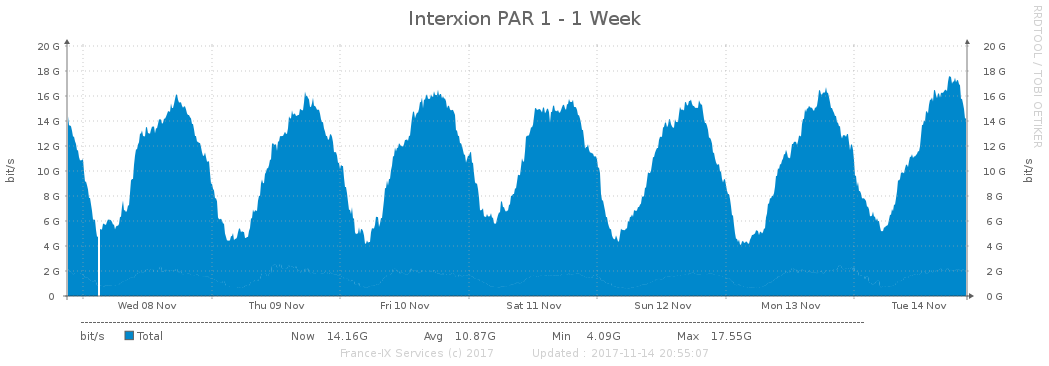 Interxion PAR 1 - 1 Week
RRDTOOL / TOBI OETIKER
20 G 20 G
18 G 18 G
16 G 16 G
14 G 14 G
12 G 12 G
10 G 10 G
8 G 8 G
6 G 6 G
4 G 4 G
2 G 2 G
0 0 G
bit/s
bit/s
Wed 08 Nov Thu 09 Nov Fri 10 Nov Sat 11 Nov Sun 12 Nov Mon 13 Nov Tue 14 Nov
bit/s Total Now 14.16G Avg 10.87G Min 4.09G Max 17.55G
France-IX Services (c) 2017 Updated : 2017-11-14 20:55:07